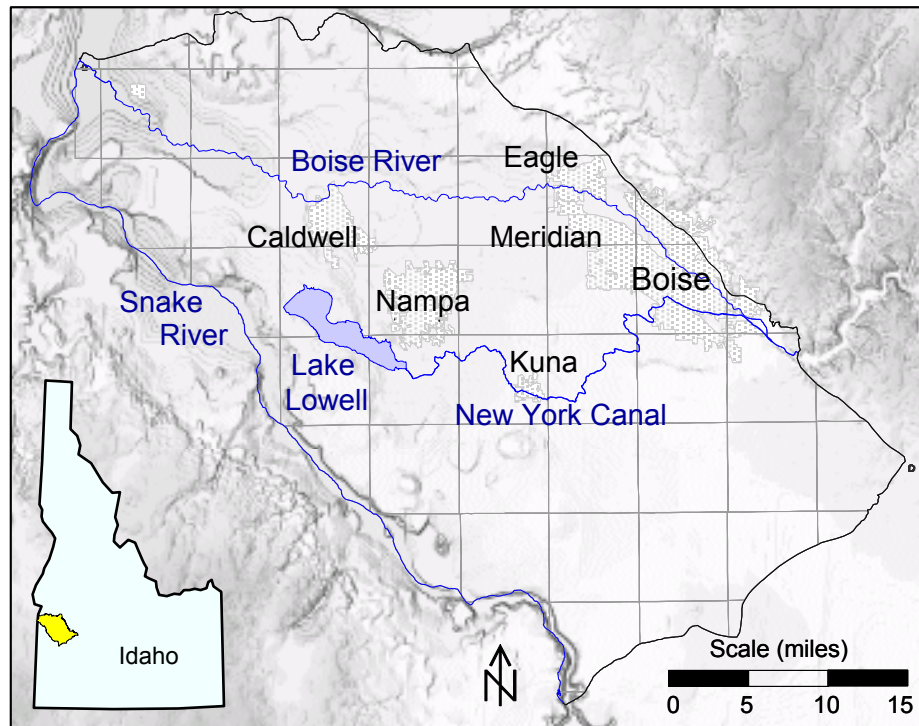 Eagle
Boise River
Caldwell
Meridian
Boise
Nampa
Snake
River
Lake
Lowell
Kuna
New York Canal
Idaho
N
Scale (miles)
0 5 10 15